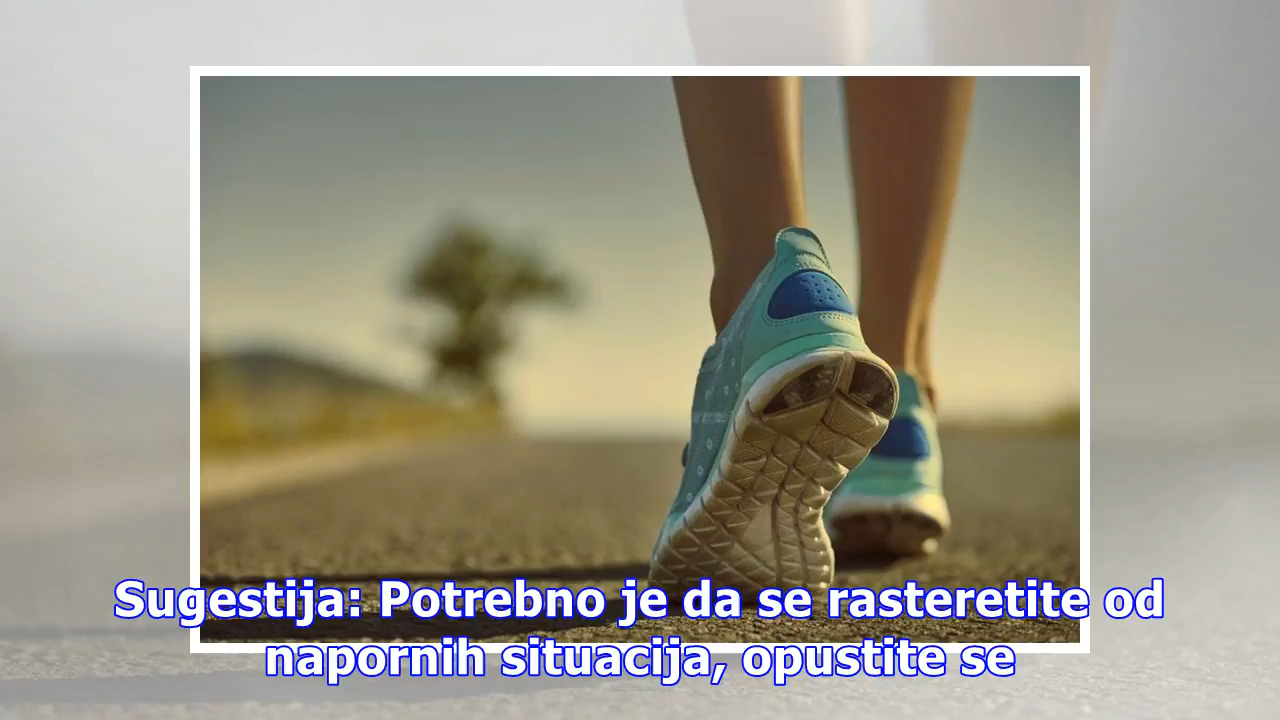 Sugestija: Potrebno je da se rasteretite od
napornih situacija, opustite se